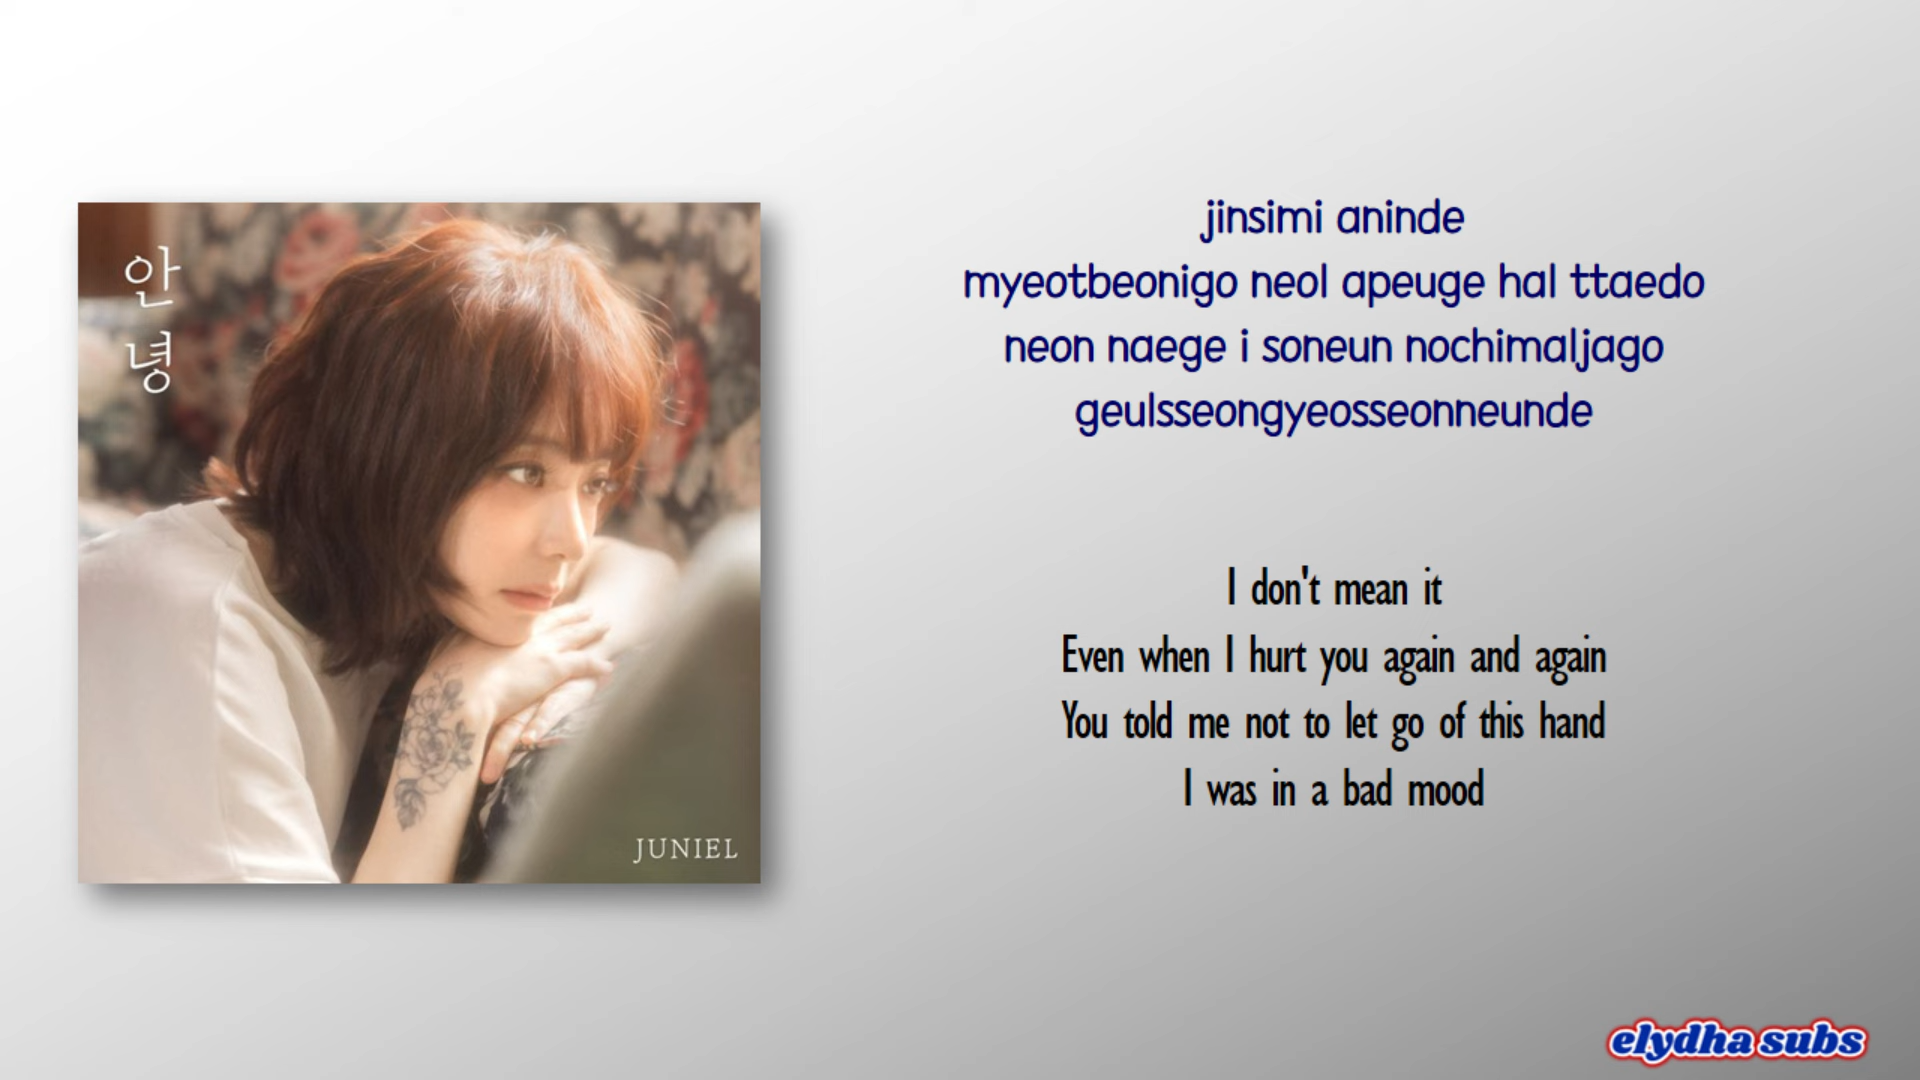 안
녕
JUNIEL
jinsimi aninde
myeotbeonigo neol apeuge hal ttaedo
neon naege i soneun nochimaljago
geulsseongyeosseonneunde
I don't mean it
Even when I hurt you again and again
You told me not to let go of this hand
I was in a bad mood
elydha subs